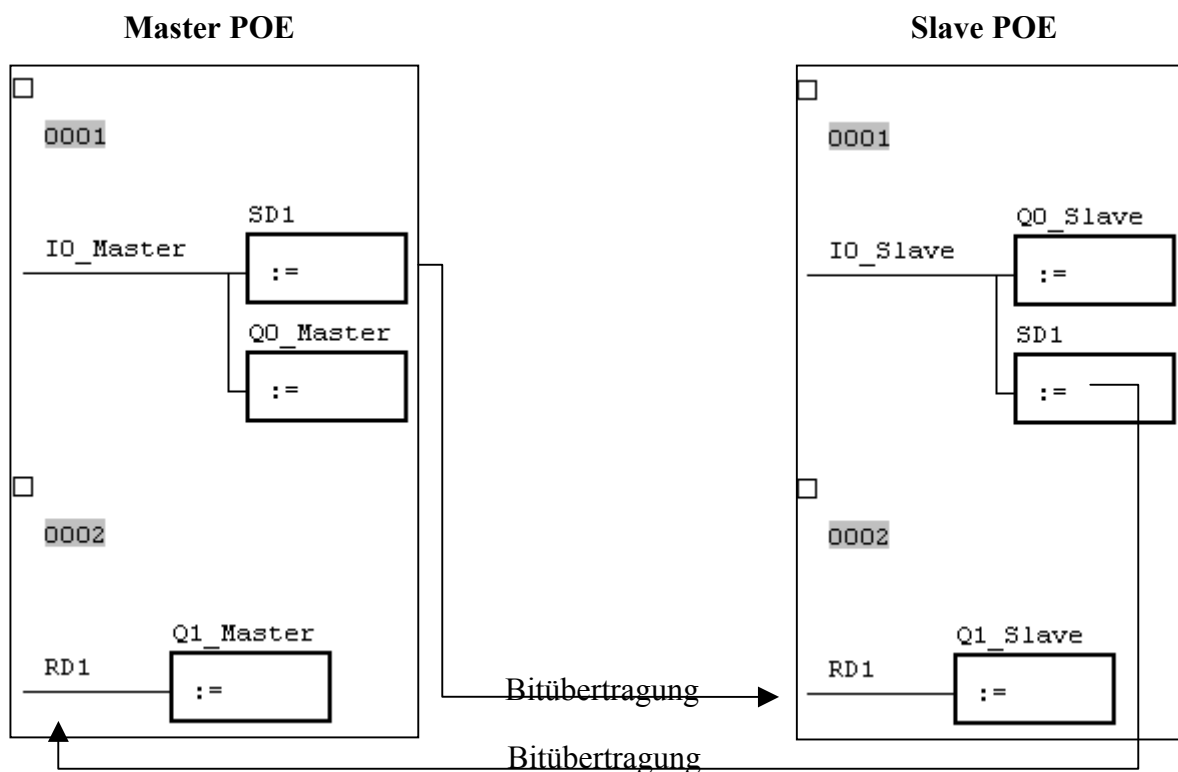 Master POE
0001
SD1
I0_Master
:=
Q0_Master
:=
0002
Q1_Master
RD1
:=
Slave POE
0001
Q0_Slave
I0_Slave
:=
SD1
:=
0002
Q1_Slave
RD1
:=
Bitübertragung
Bitübertragung